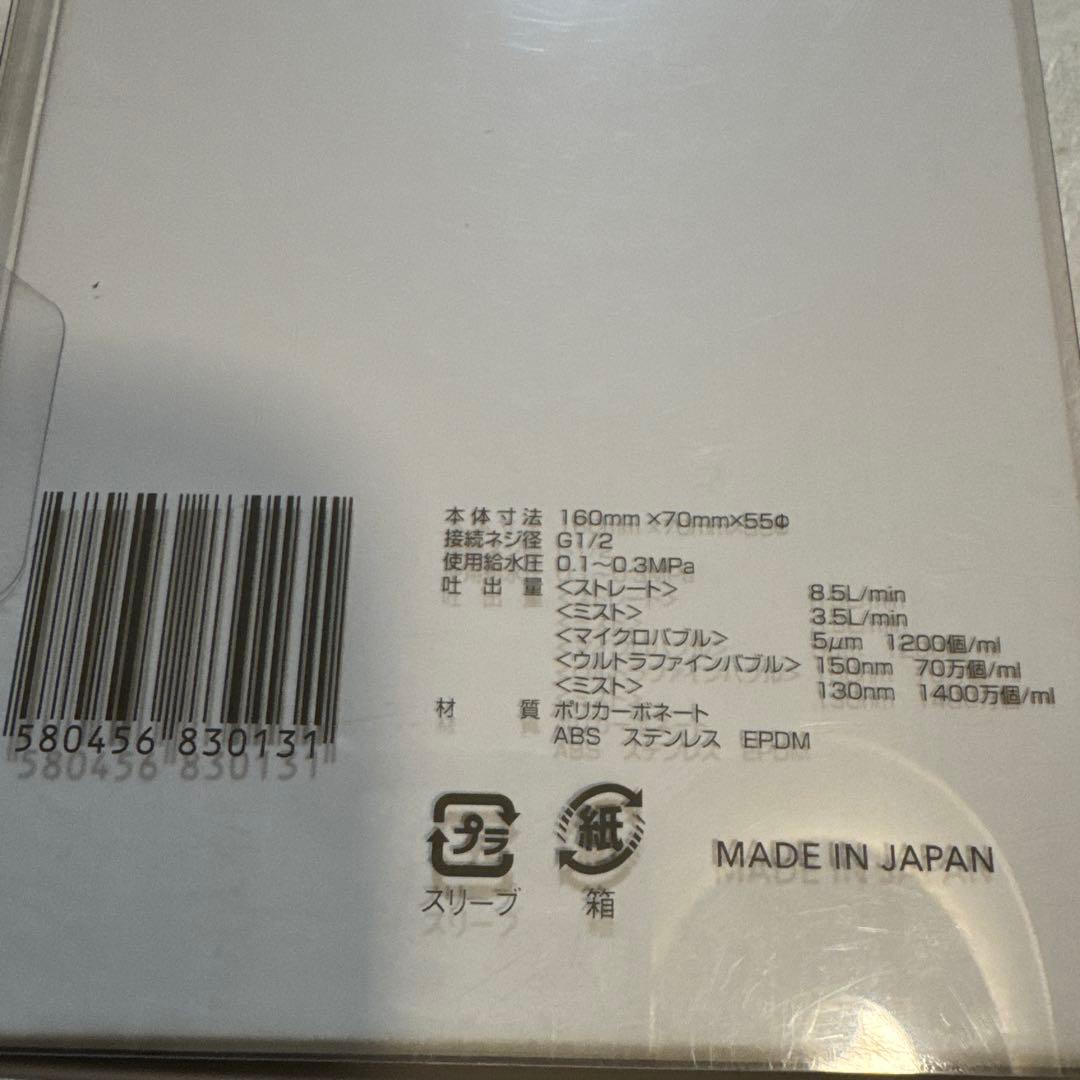 本体寸法 160mm×70mm×55Φ
接続ネジ径 G1/2
使用給水圧 0.1〜0.3MPa
吐出量 <ストレート> 8.5L/min
<ミスト> 3.5L/min
<マイクロバブル> 5μm 1200個/ml
<ウルトラファインバブル> 150nm 70万個/ml
<ミスト> 130nm 1400万個/ml
材質 ポリカーボネート
ABS ステンレス EPDM
580456 830131
プラ 紙
スリーブ 箱
MADE IN JAPAN